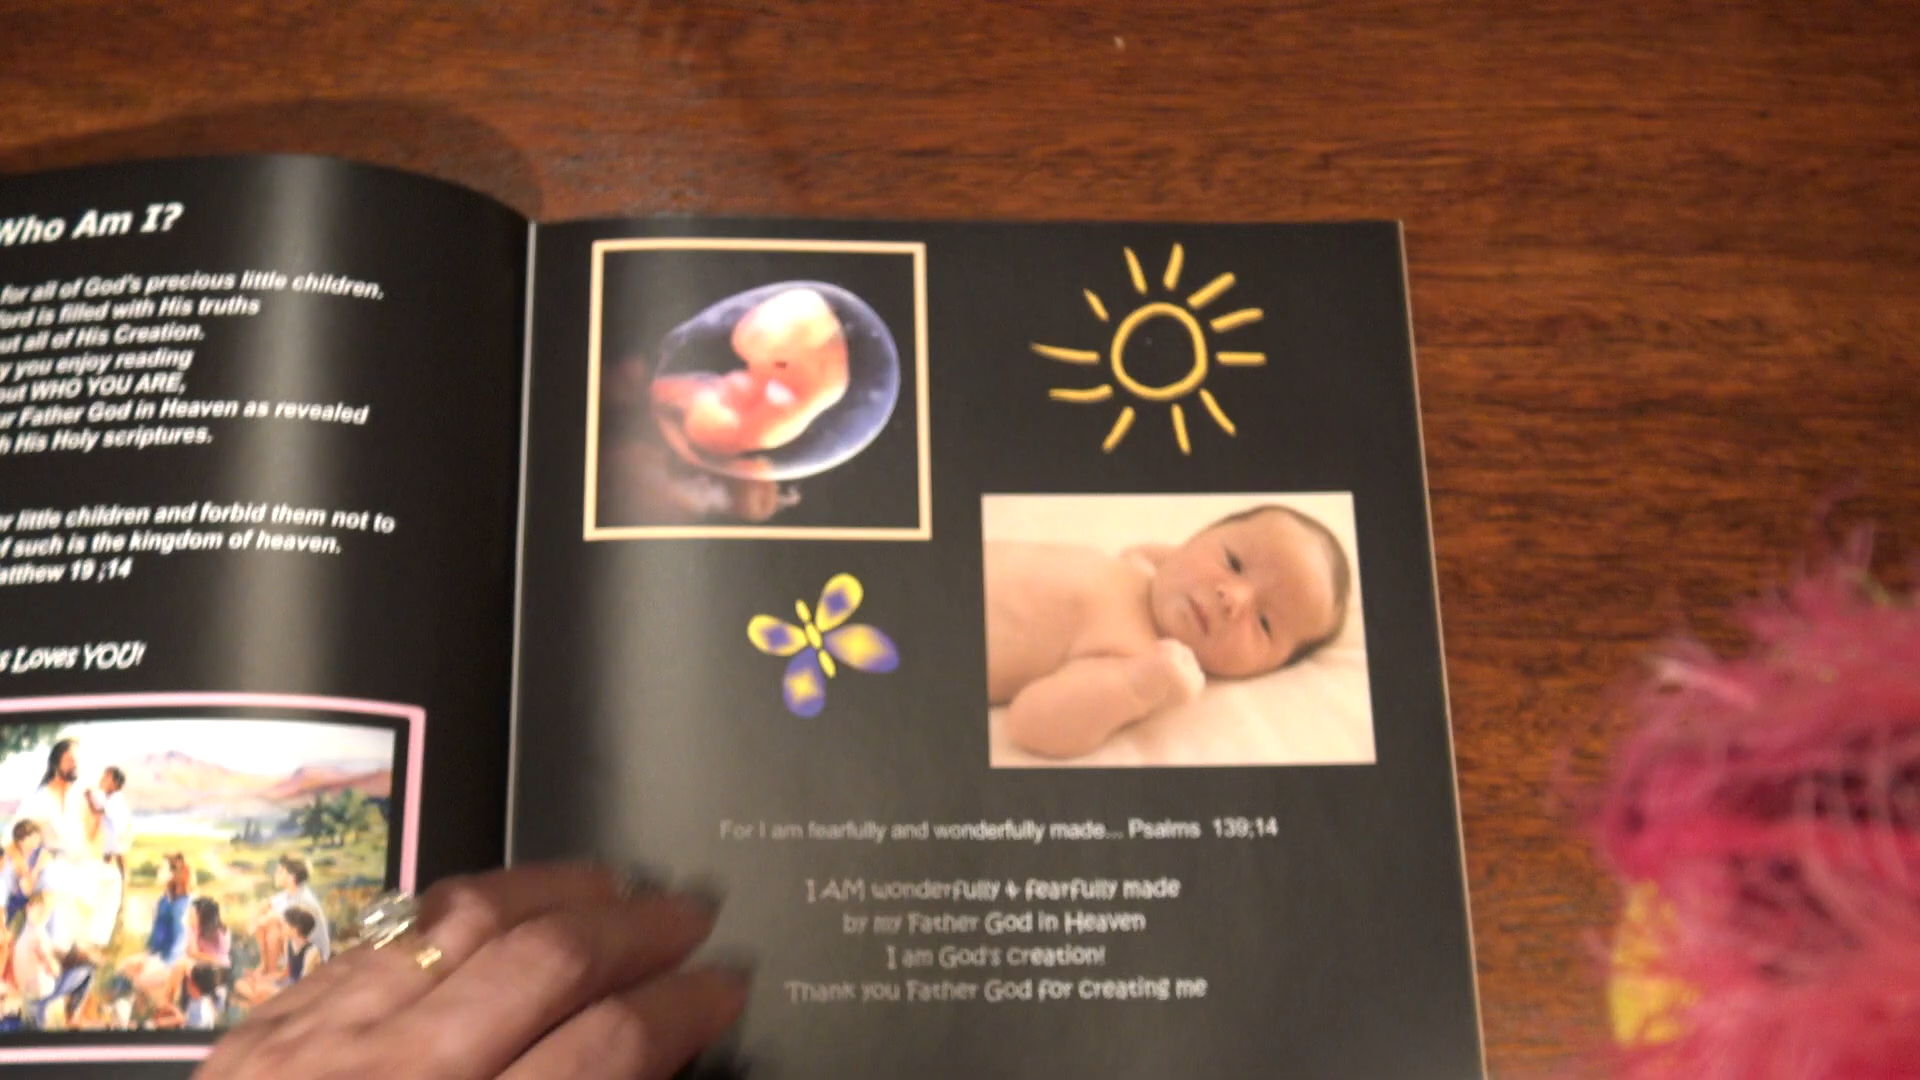 Who Am I?
for all of God's precious little children.
is filled with His truths
all of His Creation.
you enjoy reading
WHO YOU ARE,
Father God in Heaven as revealed
His Holy scriptures.
little children and forbid them not to
such is the kingdom of heaven.
19 ;14
Loves YOU!
For I am fearfully and wonderfully made... Psalms 139;14
I AM wonderfully & fearfully made
by my Father God in Heaven
I am God's creation!
Thank you Father God for creating me